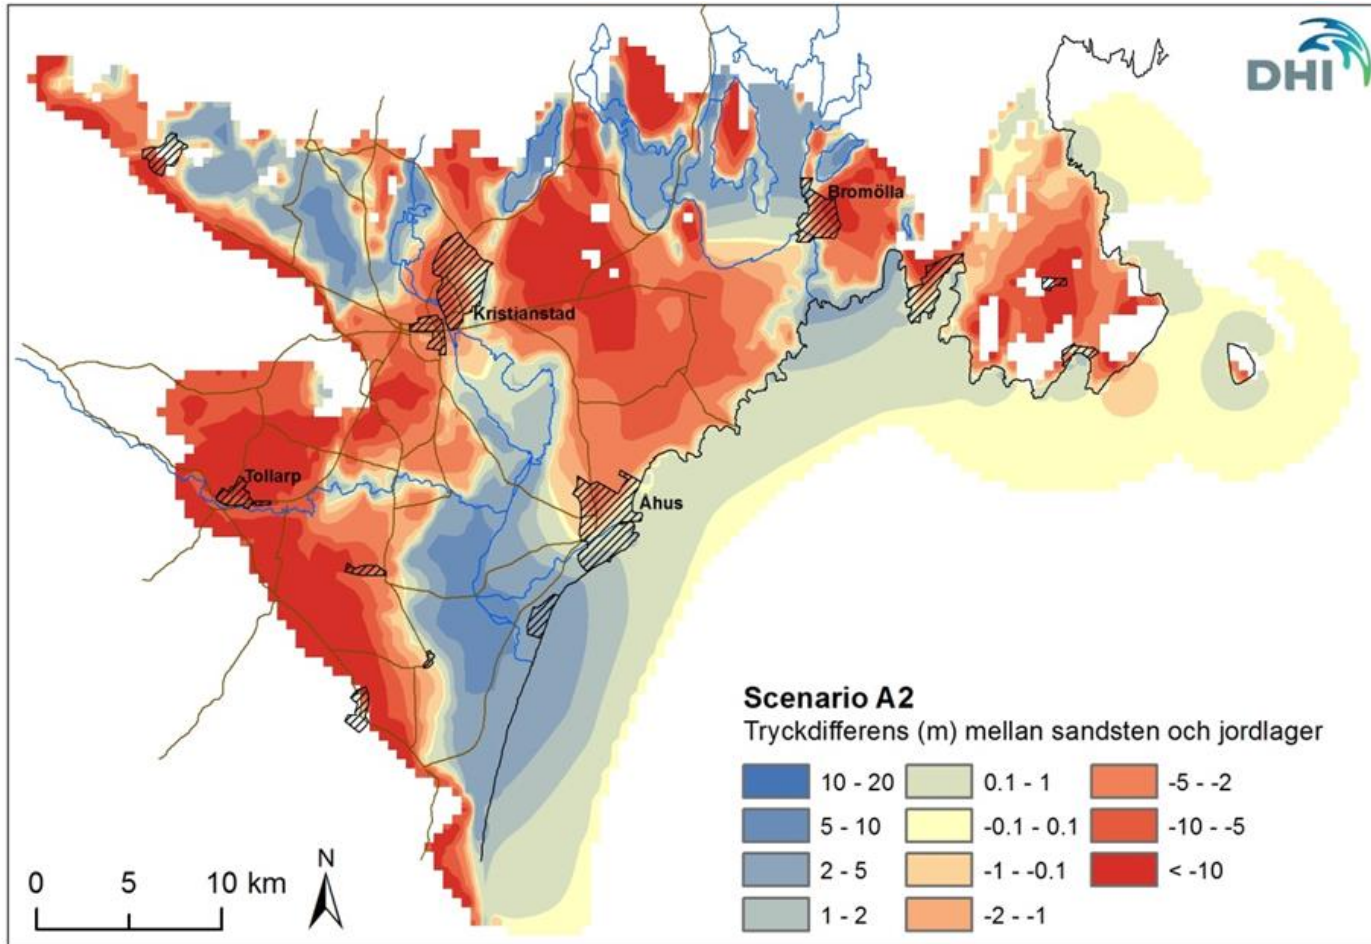 DHI
Bromölla
Kristianstad
Tollarp
Åhus
Scenario A2
Tryckdifferens (m) mellan sandsten och jordlager
10 - 20
0.1 - 1
-5 - -2
5 - 10
-0.1 - 0.1
-10 - -5
2 - 5
-1 - -0.1
< -10
1 - 2
-2 - -1
N
0 5 10 km